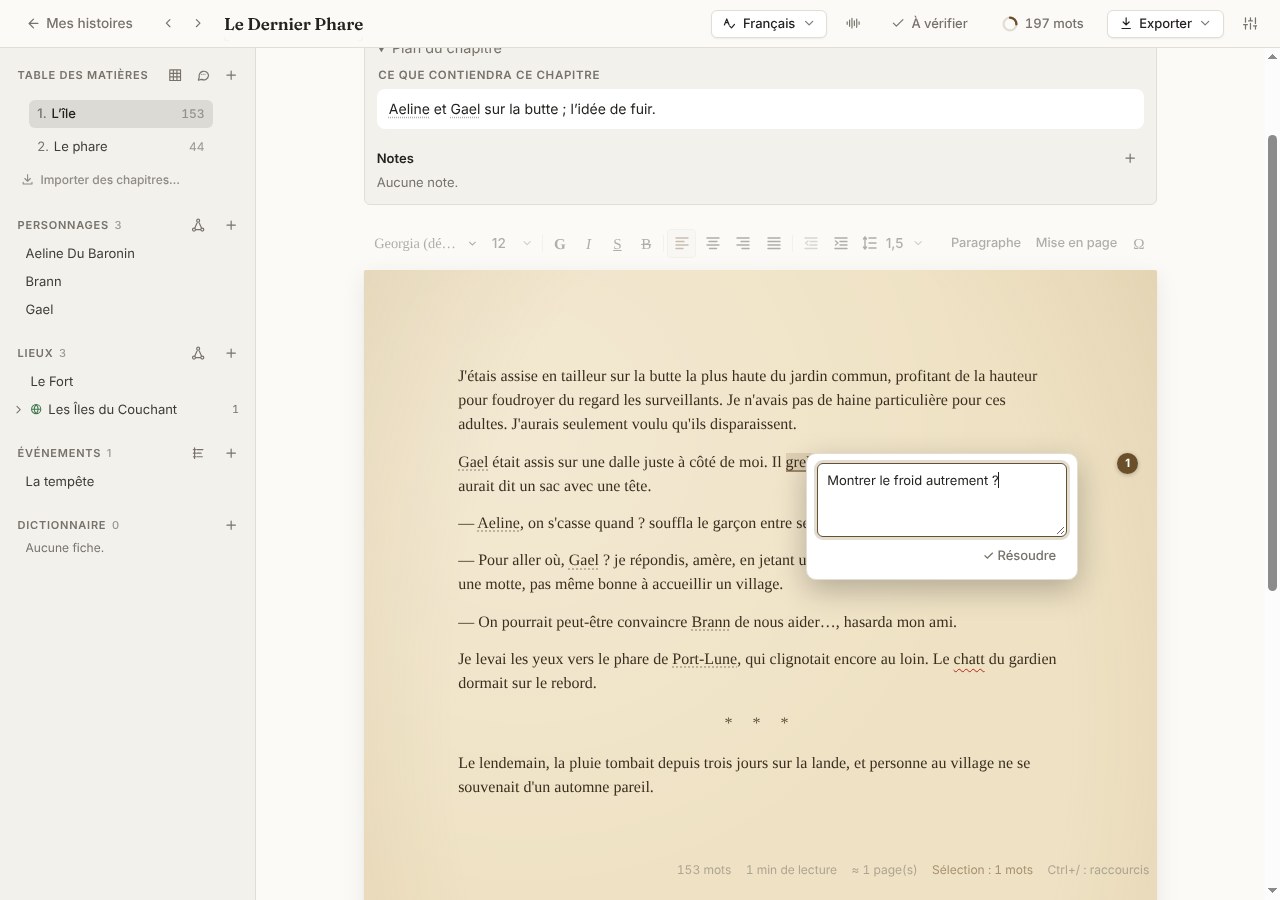 Mes histoires
Le Dernier Phare
Français
À vérifier
197 mots
Exporter
TABLE DES MATIÈRES
1. L'île 153
2. Le phare 44
Importer des chapitres…
PERSONNAGES 3
Aeline Du Baronin
Brann
Gael
LIEUX 3
Le Fort
Les Îles du Couchant 1
ÉVÉNEMENTS 1
La tempête
DICTIONNAIRE 0
Aucune fiche.
Plan du chapitre
CE QUE CONTIENDRA CE CHAPITRE
Aeline et Gael sur la butte ; l'idée de fuir.
Notes
Aucune note.
Georgia (dé… 12 G I S B 1,5 Paragraphe Mise en page Ω
J'étais assise en tailleur sur la butte la plus haute du jardin commun, profitant de la hauteur
pour foudroyer du regard les surveillants. Je n'avais pas de haine particulière pour ces
adultes. J'aurais seulement voulu qu'ils disparaissent.
Gael était assis sur une dalle juste à côté de moi. Il
aurait dit un sac avec une tête.
— Aeline, on s'casse quand ? souffla le garçon entre
— Pour aller où, Gael ? je répondis, amère, en jetant
une motte, pas même bonne à accueillir un village.
— On pourrait peut-être convaincre Brann de nous aider…, hasarda mon ami.
Je levai les yeux vers le phare de Port-Lune, qui clignotait encore au loin. Le chatt du gardien
dormait sur le rebord.
* * *
Le lendemain, la pluie tombait depuis trois jours sur la lande, et personne au village ne se
souvenait d'un automne pareil.
1
Montrer le froid autrement ?
Résoudre
153 mots 1 min de lecture ≈ 1 page(s) Sélection : 1 mots Ctrl+/ : raccourcis